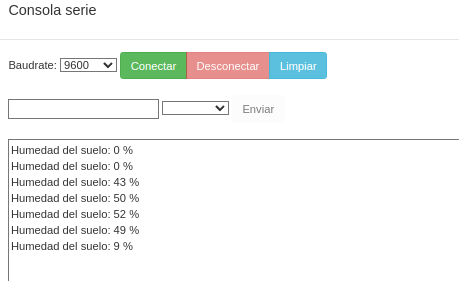 Consola serie
Baudrate: 9600 Conectar Desconectar Limpiar
Enviar
Humedad del suelo: 0 %
Humedad del suelo: 0 %
Humedad del suelo: 43 %
Humedad del suelo: 50 %
Humedad del suelo: 52 %
Humedad del suelo: 49 %
Humedad del suelo: 9 %